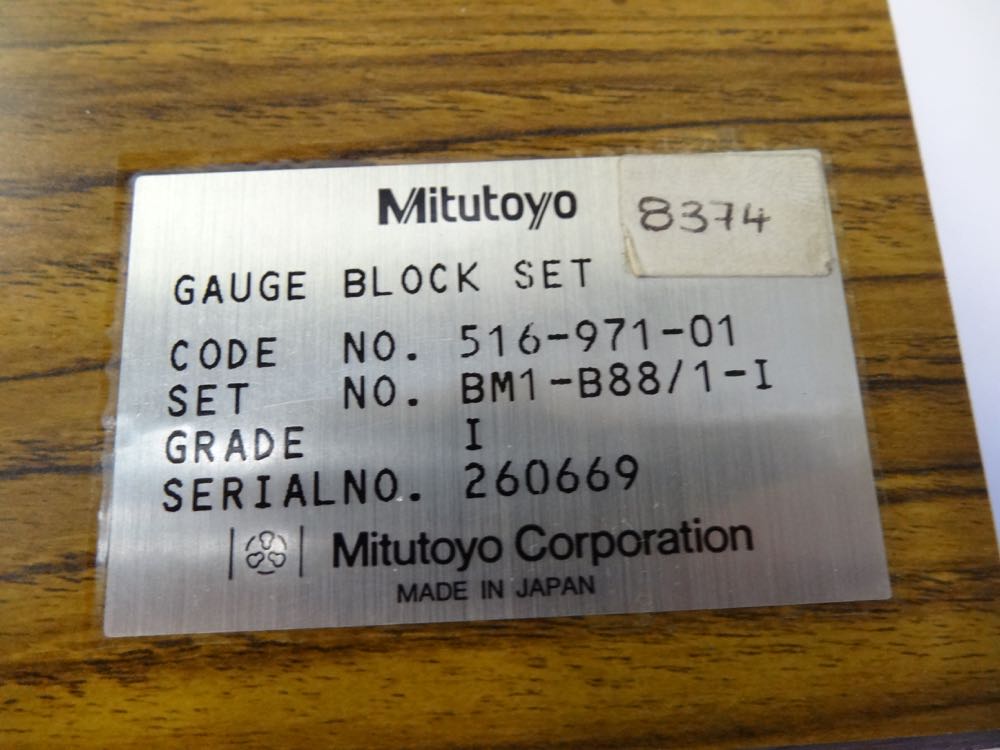 Mitutoyo
8374
GAUGE BLOCK SET
CODE NO. 516-971-01
SET NO. BM1-B88/1-I
GRADE I
SERIALNO. 260669
Mitutoyo Corporation
MADE IN JAPAN